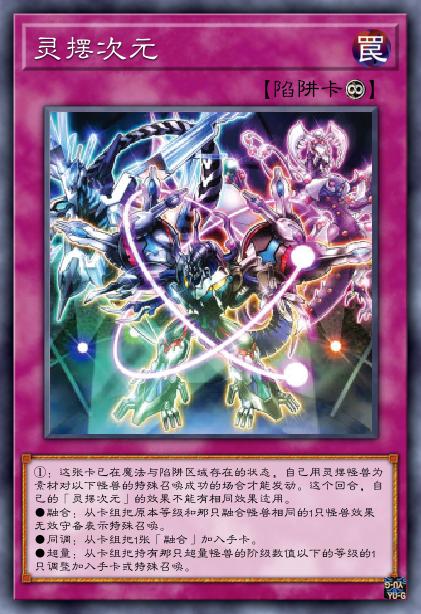 灵摆次元
罠
【陷阱卡♾】
①：这张卡已在魔法与陷阱区域存在的状态，自己用灵摆怪兽为
素材对以下怪兽的特殊召唤成功的场合才能发动。这个回合，自
己的「灵摆次元」的效果不能有相同效果适用。
●融合：从卡组把原本等级和那只融合怪兽相同的1只怪兽效果
无效守备表示特殊召唤。
●同调：从卡组把1张「融合」加入手卡。
●超量：从卡组把持有那只超量怪兽的阶级数值以下的等级的1
只调整加入手卡或特殊召唤。